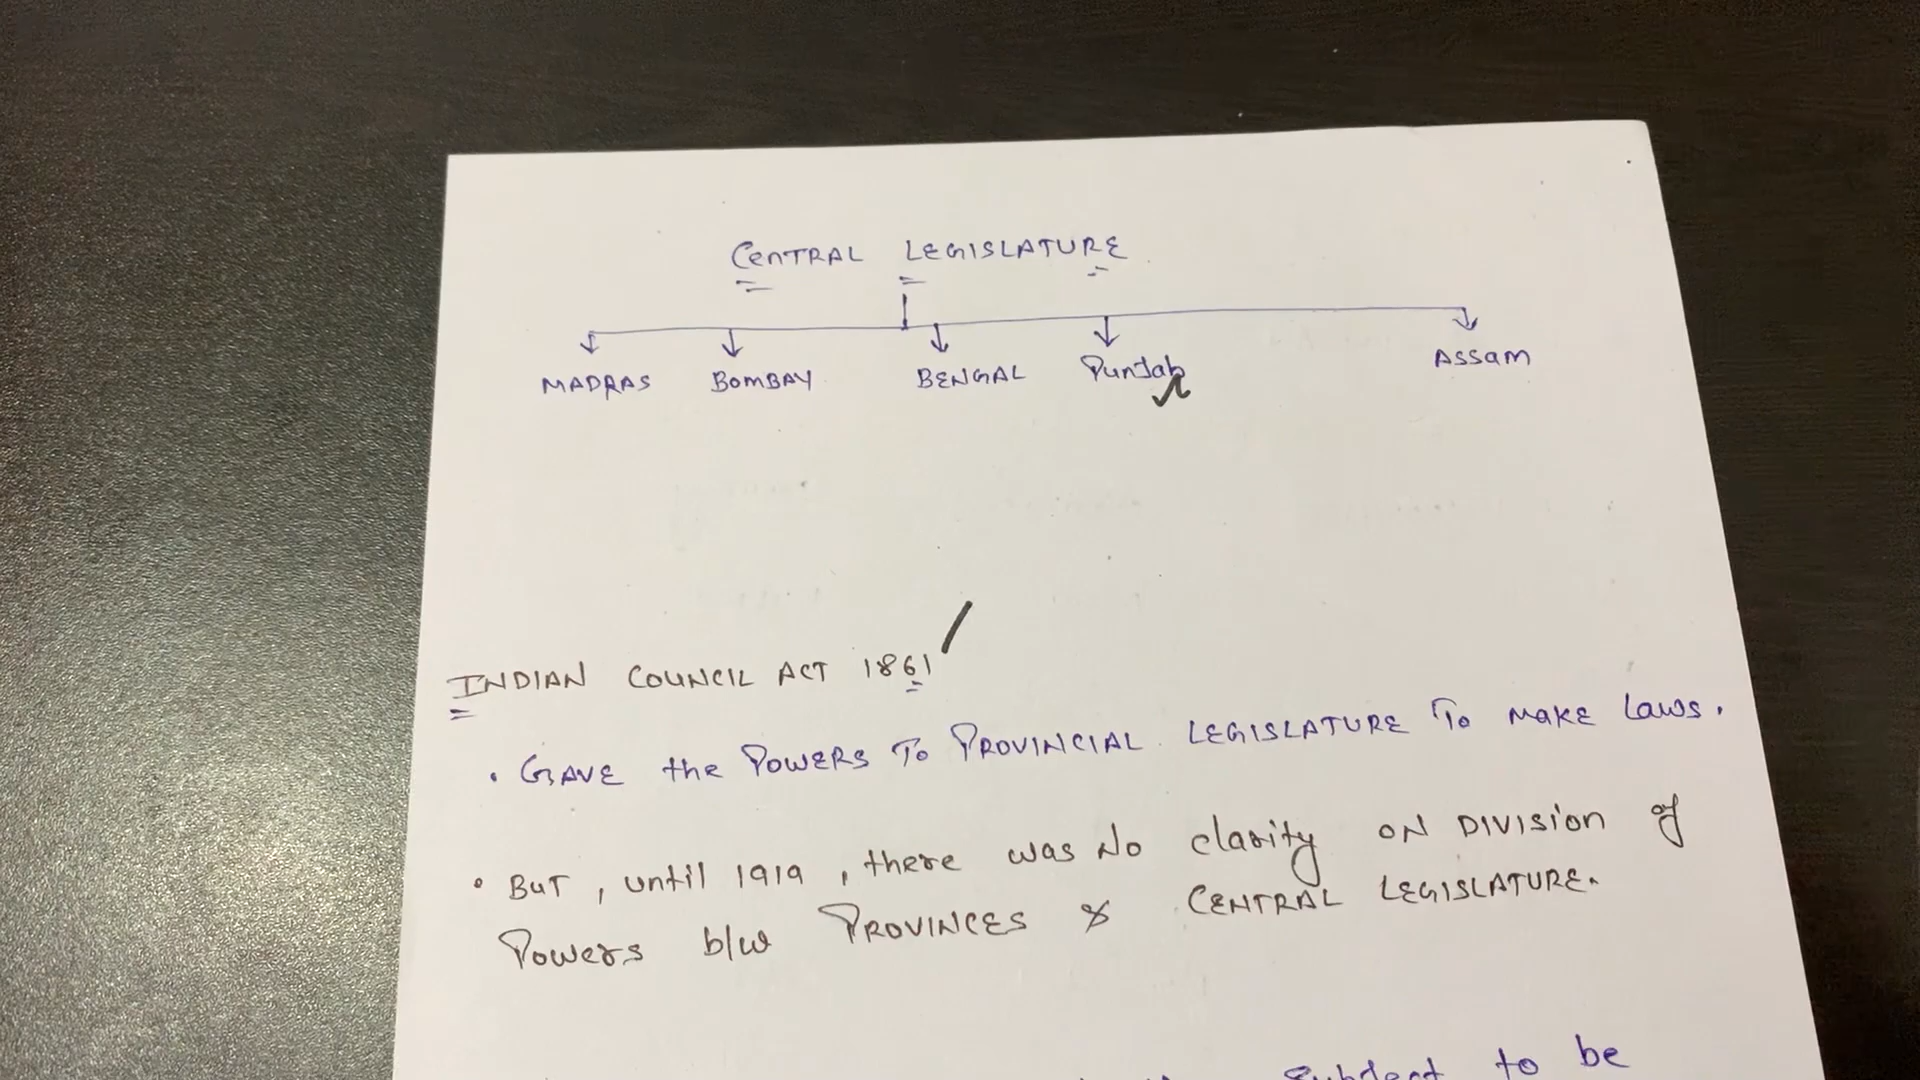 CENTRAL LEGISLATURE
MADRAS BOMBAY BENGAL PunJab ASSAM
INDIAN COUNCIL ACT 1861
• GAVE the POWERS To PROVINCIAL LEGISLATURE To MAKE Laws.
• BUT, until 1919, there was No clarity ON DIVISION of
Powers b/w PROVINCES & CENTRAL LEGISLATURE.
to be